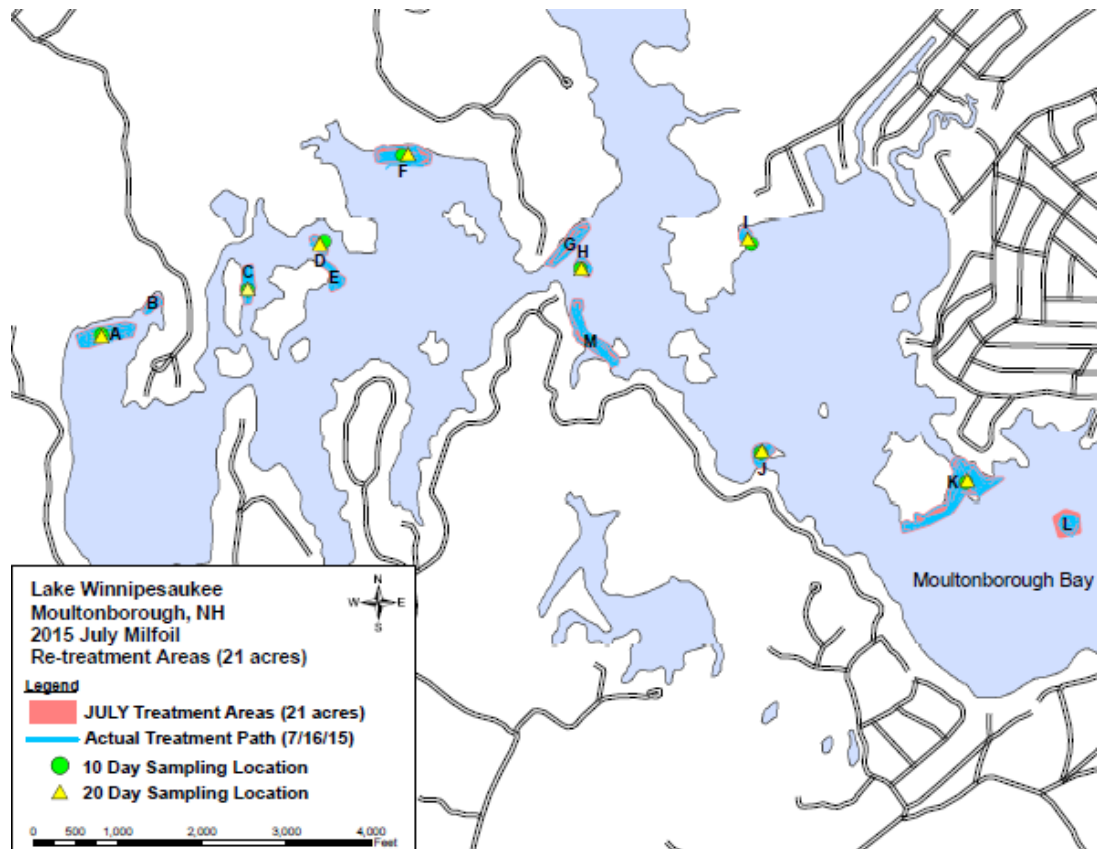 F
I
G
H
D
C
E
B
A
M
J
K
L
Moultonborough Bay
Lake Winnipesaukee
Moultonborough, NH
2015 July Milfoil
Re-treatment Areas (21 acres)
N
W E
S
Legend
JULY Treatment Areas (21 acres)
Actual Treatment Path (7/16/15)
10 Day Sampling Location
20 Day Sampling Location
0 500 1,000 2,000 3,000 4,000
Feet